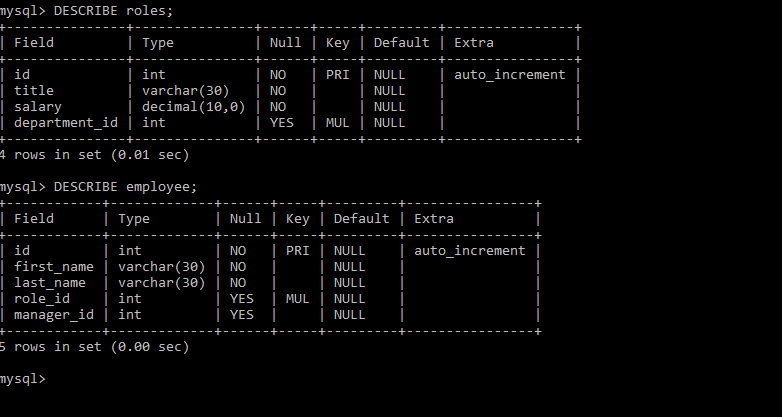 mysql> DESCRIBE roles;
+---------------+---------------+------+-----+---------+----------------+
| Field         | Type          | Null | Key | Default | Extra          |
+---------------+---------------+------+-----+---------+----------------+
| id            | int           | NO   | PRI | NULL    | auto_increment |
| title         | varchar(30)   | NO   |     | NULL    |                |
| salary        | decimal(10,0) | NO   |     | NULL    |                |
| department_id | int           | YES  | MUL | NULL    |                |
+---------------+---------------+------+-----+---------+----------------+
4 rows in set (0.01 sec)
mysql> DESCRIBE employee;
+------------+-------------+------+-----+---------+----------------+
| Field      | Type        | Null | Key | Default | Extra          |
+------------+-------------+------+-----+---------+----------------+
| id         | int         | NO   | PRI | NULL    | auto_increment |
| first_name | varchar(30) | NO   |     | NULL    |                |
| last_name  | varchar(30) | NO   |     | NULL    |                |
| role_id    | int         | YES  | MUL | NULL    |                |
| manager_id | int         | YES  |     | NULL    |                |
+------------+-------------+------+-----+---------+----------------+
5 rows in set (0.00 sec)
mysql>